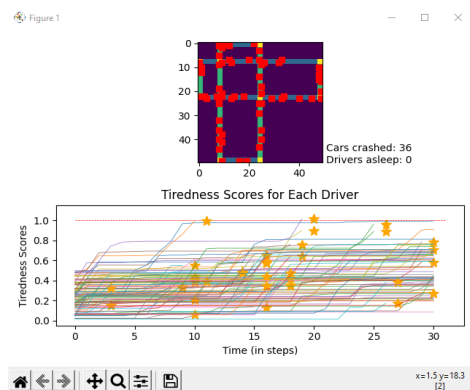 Figure 1
0
10
20
30
40
0 20 40
Cars crashed: 36
Drivers asleep: 0
Tiredness Scores for Each Driver
1.0
0.8
0.6
0.4
0.2
0.0
Tiredness Scores
0 5 10 15 20 25 30
Time (in steps)
x=1.5 y=18.3
[2]